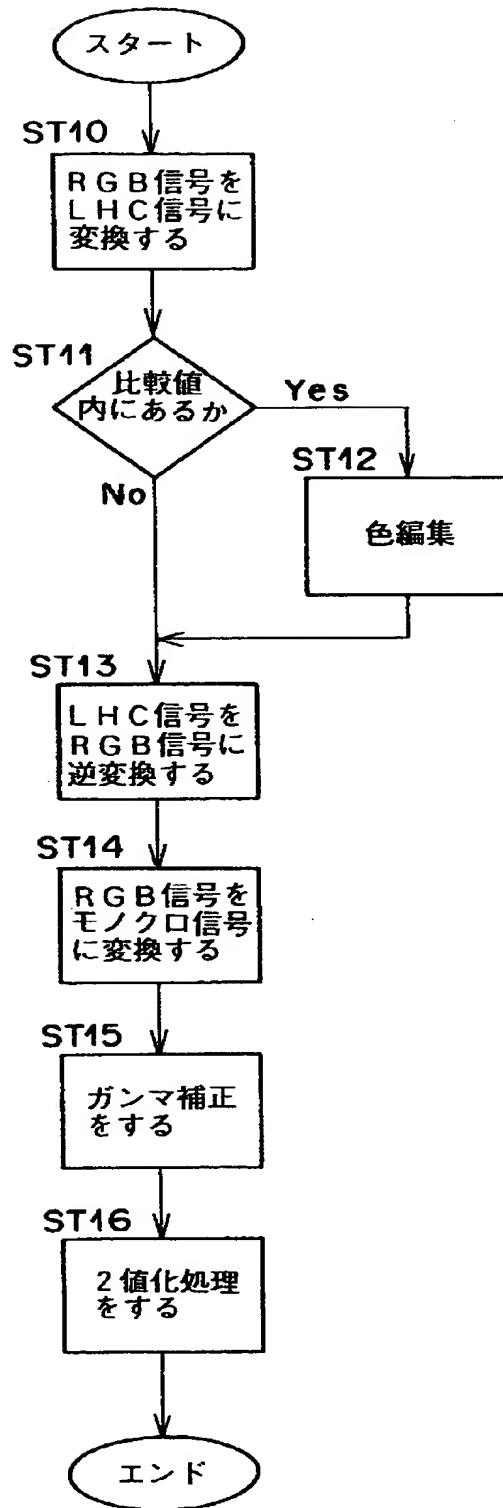 スタート
ST10
RGB信号を
LHC信号に
変換する
ST11
比較値
内にあるか
Yes
No
ST12
色編集
ST13
LHC信号を
RGB信号に
逆変換する
ST14
RGB信号を
モノクロ信号
に変換する
ST15
ガンマ補正
をする
ST16
2値化処理
をする
エンド